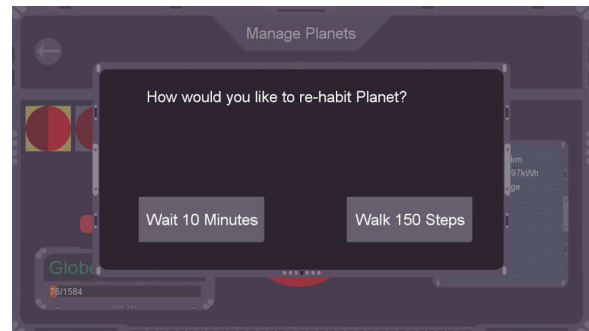 Manage Planets
How would you like to re-habit Planet?
km
97kWh
ge
Wait 10 Minutes
Walk 150 Steps
Globe
76/1584